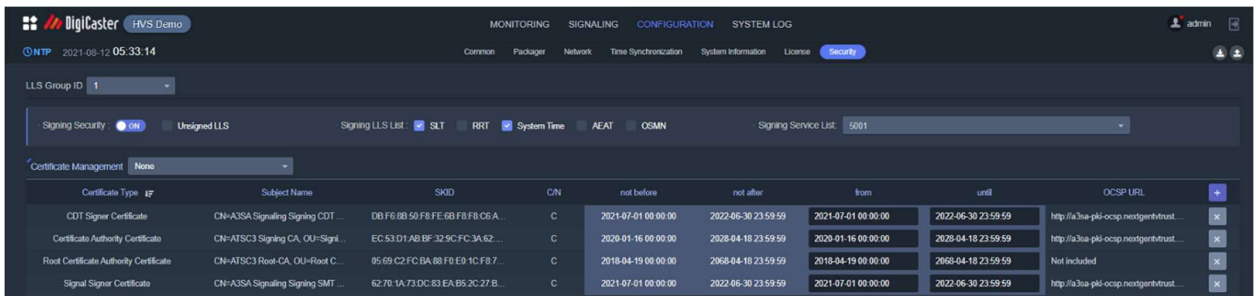 DigiCaster HVS Demo MONITORING SIGNALING CONFIGURATION SYSTEM LOG admin
NTP 2021-08-12 05:33:14 Common Packager Network Time Synchronization System Information License Security
LLS Group ID 1
Signing Security : ON Unsigned LLS Signing LLS List : SLT RRT System Time AEAT OSMN Signing Service List: 5001
Certificate Management None
Certificate Type Subject Name SKID C/N not before not after from until OCSP URL +
CDT Signer Certificate CN=A3SA Signaling Signing CDT ... DB:F6:8B:50:F8:FE:6B:F8:F8:C6:A... C 2021-07-01 00:00:00 2022-06-30 23:59:59 2021-07-01 00:00:00 2022-06-30 23:59:59 http://a3sa-pki-ocsp.nextgentvtrust....
Certificate Authority Certificate CN=ATSC3 Signing CA, OU=Signi... EC:53:D1:AB:BF:32:9C:FC:3A:62:... C 2020-01-16 00:00:00 2028-04-18 23:59:59 2020-01-16 00:00:00 2028-04-18 23:59:59 http://a3sa-pki-ocsp.nextgentvtrust....
Root Certificate Authority Certificate CN=ATSC3 Root-CA, OU=Root C... 05:69:C2:FC:BA:88:F0:E0:1C:F8:7... C 2018-04-19 00:00:00 2068-04-18 23:59:59 2018-04-19 00:00:00 2068-04-18 23:59:59 Not included
Signal Signer Certificate CN=A3SA Signaling Signing SMT ... 62:70:1A:73:DC:83:EA:B5:2C:27:B... C 2021-07-01 00:00:00 2022-06-30 23:59:59 2021-07-01 00:00:00 2022-06-30 23:59:59 http://a3sa-pki-ocsp.nextgentvtrust....